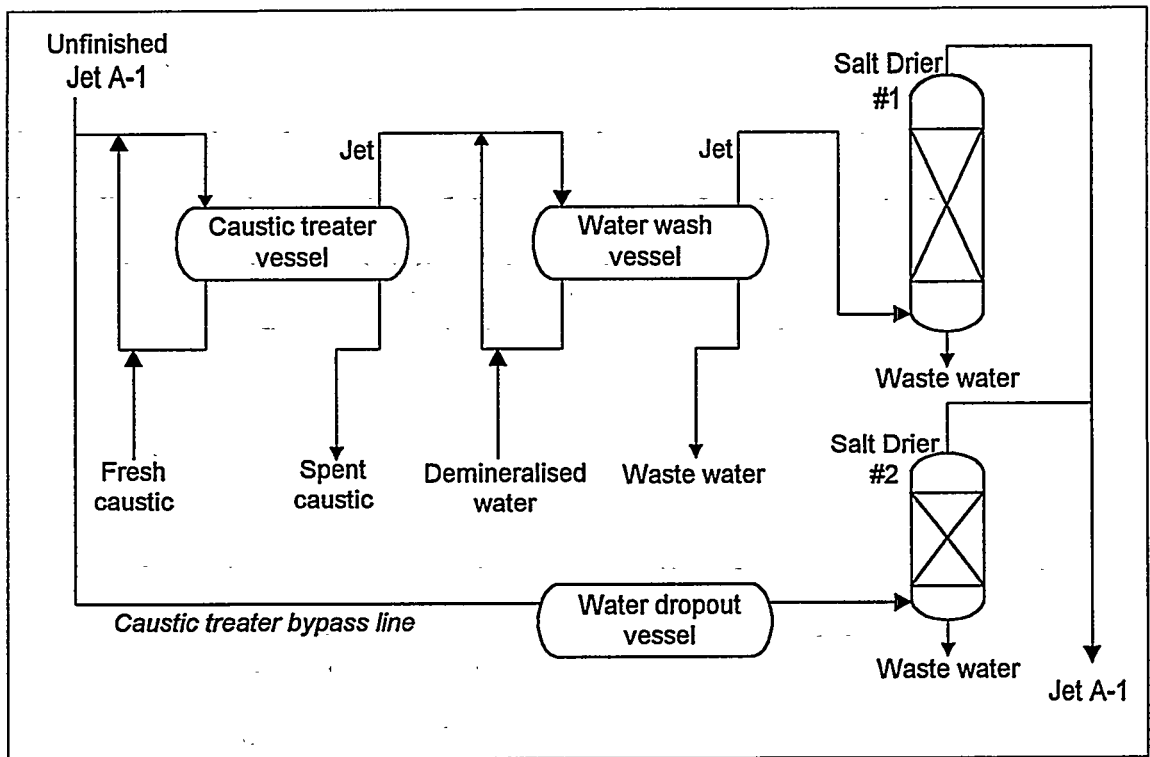 Unfinished
Jet A-1
Salt Drier
#1
Jet
Jet
Caustic treater
vessel
Water wash
vessel
Waste water
Fresh
caustic
Spent
caustic
Demineralised
water
Waste water
Salt Drier
#2
Water dropout
vessel
Caustic treater bypass line
Waste water
Jet A-1